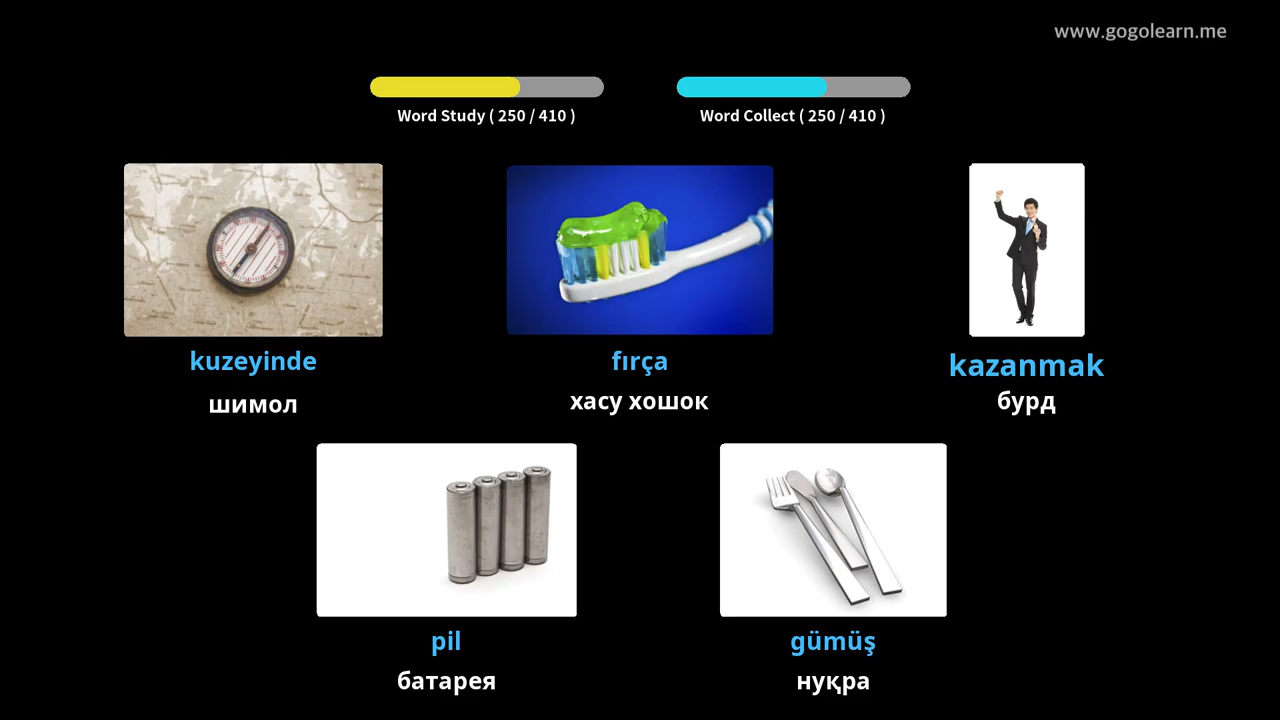 www.gogolearn.me
Word Study ( 250 / 410 )
Word Collect ( 250 / 410 )
kuzeyinde
шимол
fırça
хасу хошок
kazanmak
бурд
pil
батарея
gümüş
нуқра